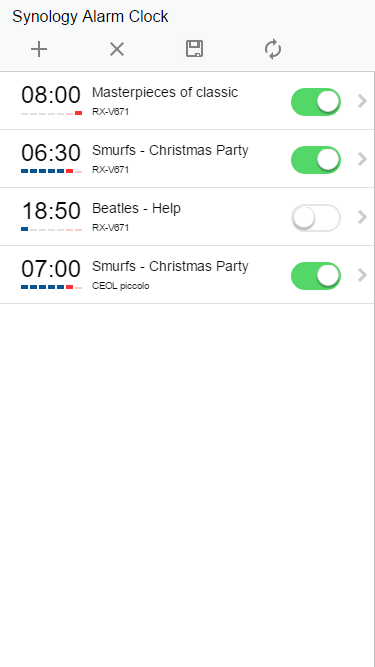 Synology Alarm Clock
08:00
Masterpieces of classic
RX-V671
06:30
Smurfs - Christmas Party
RX-V671
18:50
Beatles - Help
RX-V671
07:00
Smurfs - Christmas Party
CEOL piccolo